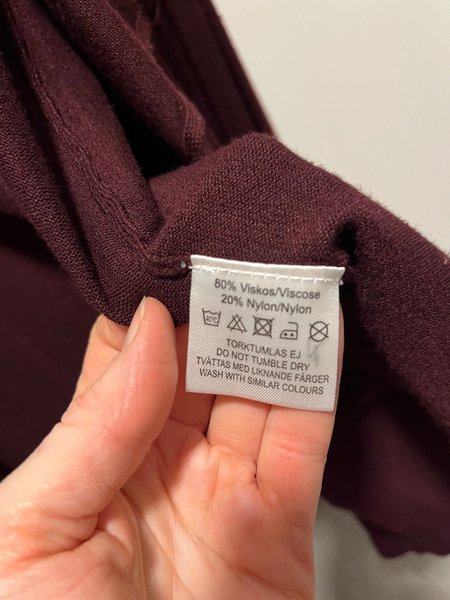 80% Viskos/Viscose
20% Nylon/Nylon
TORKTUMLAS EJ
DO NOT TUMBLE DRY
TVÄTTAS MED LIKNANDE FÄRGER
WASH WITH SIMILAR COLOURS